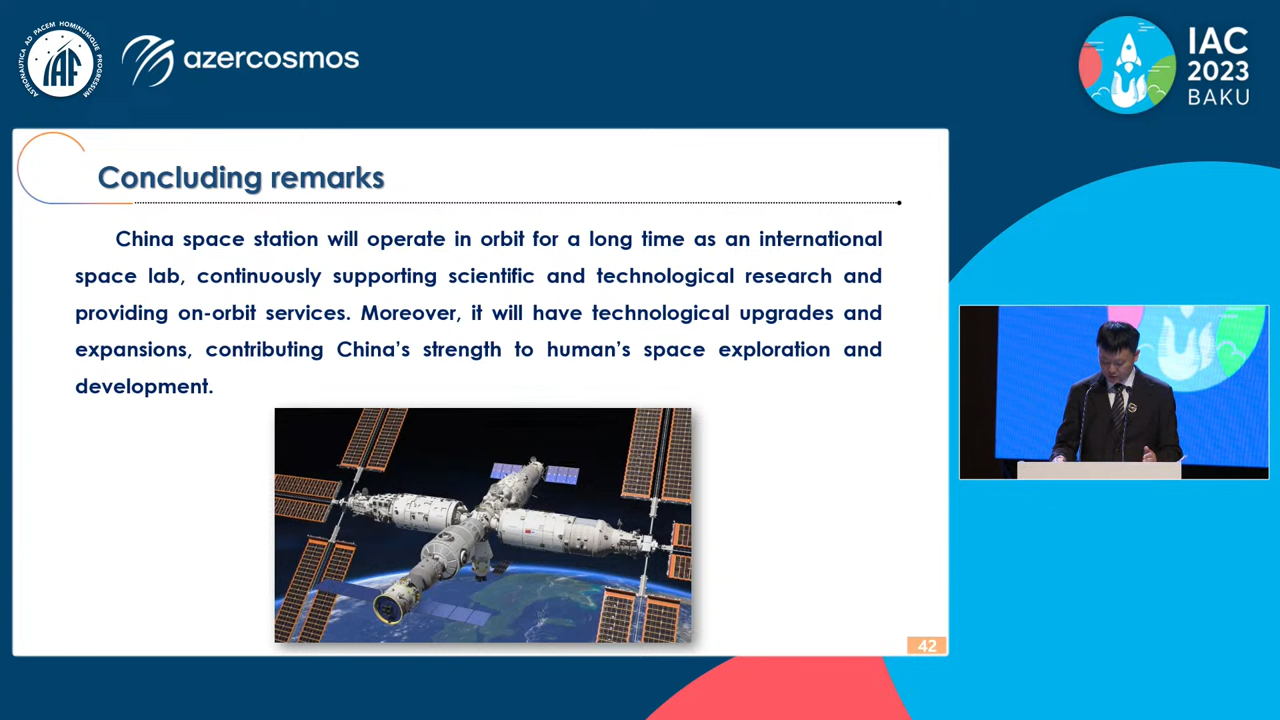 ASTRONAUTICA AD PACEM HOMINUMQUE PROGRESSUM
IAF
azercosmos
IAC
2023
BAKU
Concluding remarks
China space station will operate in orbit for a long time as an international
space lab, continuously supporting scientific and technological research and
providing on-orbit services. Moreover, it will have technological upgrades and
expansions, contributing China’s strength to human’s space exploration and
development.
42